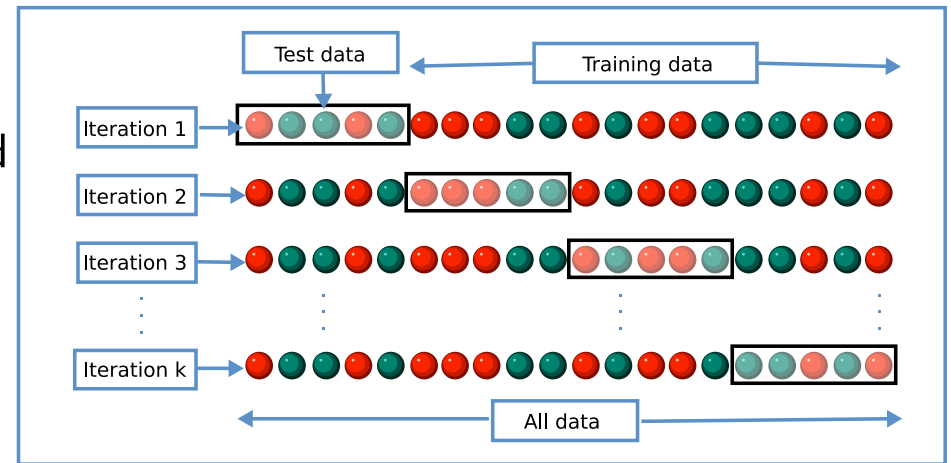 Test data
Training data
Iteration 1
Iteration 2
Iteration 3
Iteration k
All data